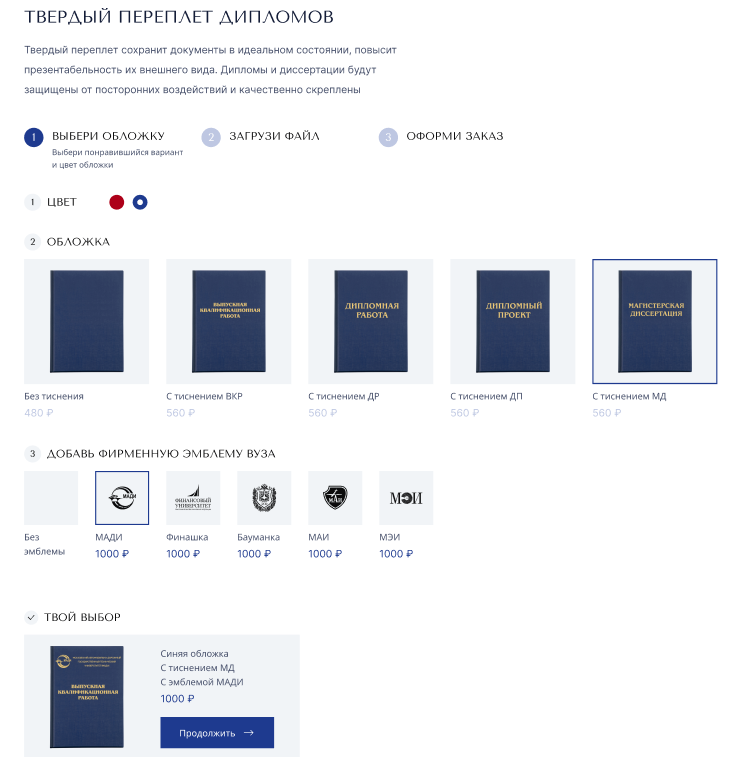 ТВЕРДЫЙ ПЕРЕПЛЕТ ДИПЛОМОВ
Твердый переплет сохранит документы в идеальном состоянии, повысит
презентабельность их внешнего вида. Дипломы и диссертации будут
защищены от посторонних воздействий и качественно скреплены
1 ВЫБЕРИ ОБЛОЖКУ
Выбери понравившийся вариант
и цвет обложки
2 ЗАГРУЗИ ФАЙЛ
3 ОФОРМИ ЗАКАЗ
1 ЦВЕТ
2 ОБЛОЖКА
ВЫПУСКНАЯ
КВАЛИФИКАЦИОННАЯ
РАБОТА
ДИПЛОМНАЯ
РАБОТА
ДИПЛОМНЫЙ
ПРОЕКТ
МАГИСТЕРСКАЯ
ДИССЕРТАЦИЯ
Без тиснения
480 ₽
С тиснением ВКР
560 ₽
С тиснением ДР
560 ₽
С тиснением ДП
560 ₽
С тиснением МД
560 ₽
3 ДОБАВЬ ФИРМЕННУЮ ЭМБЛЕМУ ВУЗА
МАДИ
ФИНАНСОВЫЙ
УНИВЕРСИТЕТ
МАИ
МЭИ
Без
эмблемы
МАДИ
1000 ₽
Финашка
1000 ₽
Бауманка
1000 ₽
МАИ
1000 ₽
МЭИ
1000 ₽
ТВОЙ ВЫБОР
ВЫПУСКНАЯ
КВАЛИФИКАЦИОННАЯ
РАБОТА
Синяя обложка
С тиснением МД
С эмблемой МАДИ
1000 ₽
Продолжить →